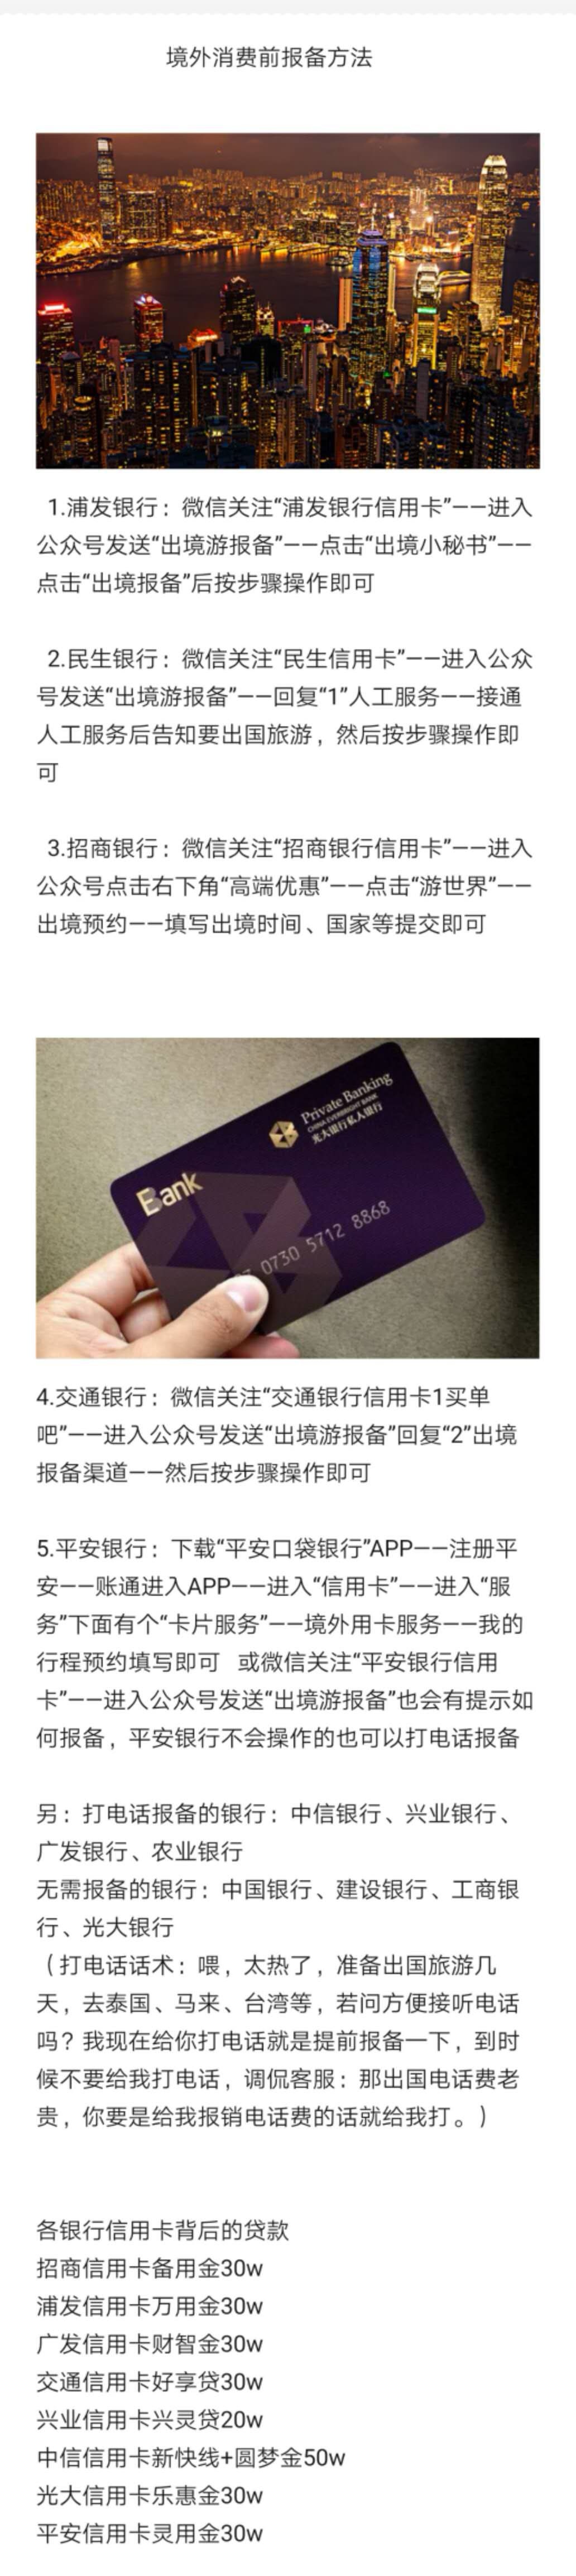 境外消费前报备方法
1.浦发银行：微信关注“浦发银行信用卡”——进入
公众号发送“出境游报备”——点击“出境小秘书”——
点击“出境报备”后按步骤操作即可
2.民生银行：微信关注“民生信用卡”——进入公众
号发送“出境游报备”——回复“1”人工服务——接通
人工服务后告知要出国旅游，然后按步骤操作即
可
3.招商银行：微信关注“招商银行信用卡”——进入
公众号点击右下角“高端优惠”——点击“游世界”——
出境预约——填写出境时间、国家等提交即可
Private Banking
CHINA EVERBRIGHT BANK
光大银行私人银行
Bank
0730 5712 8868
4.交通银行：微信关注“交通银行信用卡1买单
吧”——进入公众号发送“出境游报备”回复“2”出境
报备渠道——然后按步骤操作即可
5.平安银行：下载“平安口袋银行”APP——注册平
安——账通进入APP——进入“信用卡”——进入“服
务”下面有个“卡片服务”——境外用卡服务——我的
行程预约填写即可 或微信关注“平安银行信用
卡”——进入公众号发送“出境游报备”也会有提示如
何报备，平安银行不会操作的也可以打电话报备
另：打电话报备的银行：中信银行、兴业银行、
广发银行、农业银行
无需报备的银行：中国银行、建设银行、工商银
行、光大银行
（打电话话术：喂，太热了，准备出国旅游几
天，去泰国、马来、台湾等，若问方便接听电话
吗？我现在给你打电话就是提前报备一下，到时
候不要给我打电话，调侃客服：那出国电话费老
贵，你要是给我报销电话费的话就给我打。）
各银行信用卡背后的贷款
招商信用卡备用金30w
浦发信用卡万用金30w
广发信用卡财智金30w
交通信用卡好享贷30w
兴业信用卡兴灵贷20w
中信信用卡新快线+圆梦金50w
光大信用卡乐惠金30w
平安信用卡灵用金30w